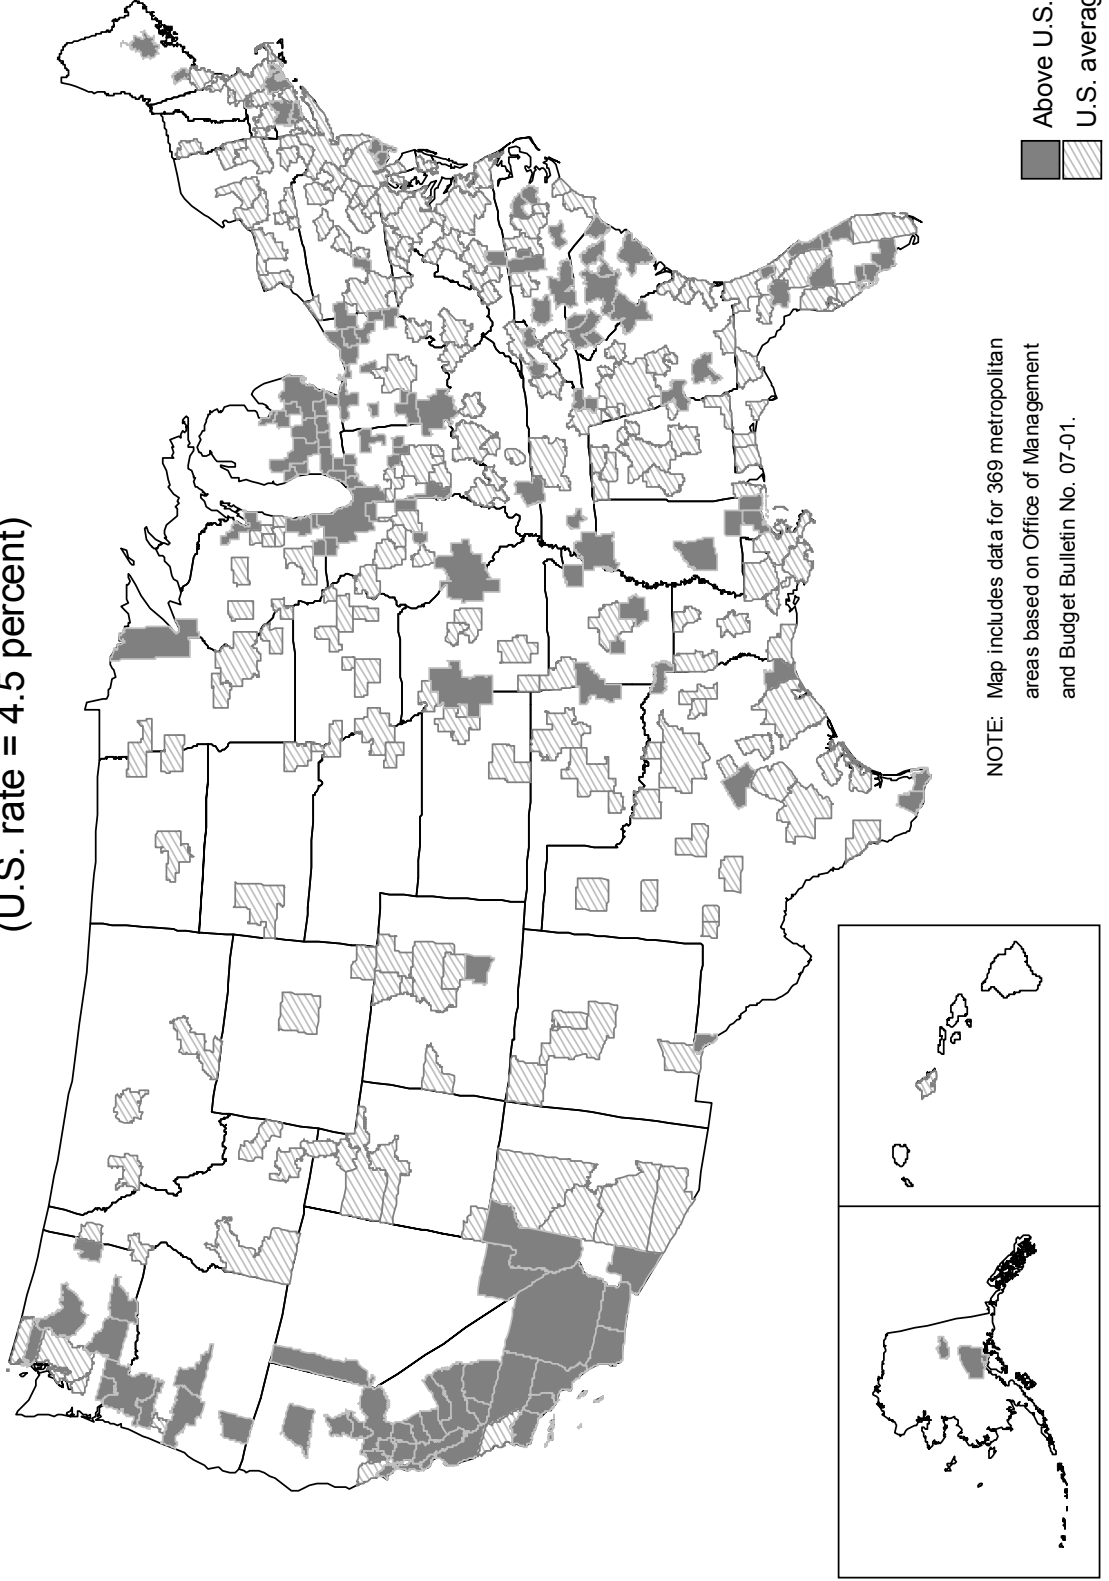 (U.S. rate = 4.5 percent)
NOTE: Map includes data for 369 metropolitan
areas based on Office of Management
and Budget Bulletin No. 07-01.
Above U.S.
U.S.